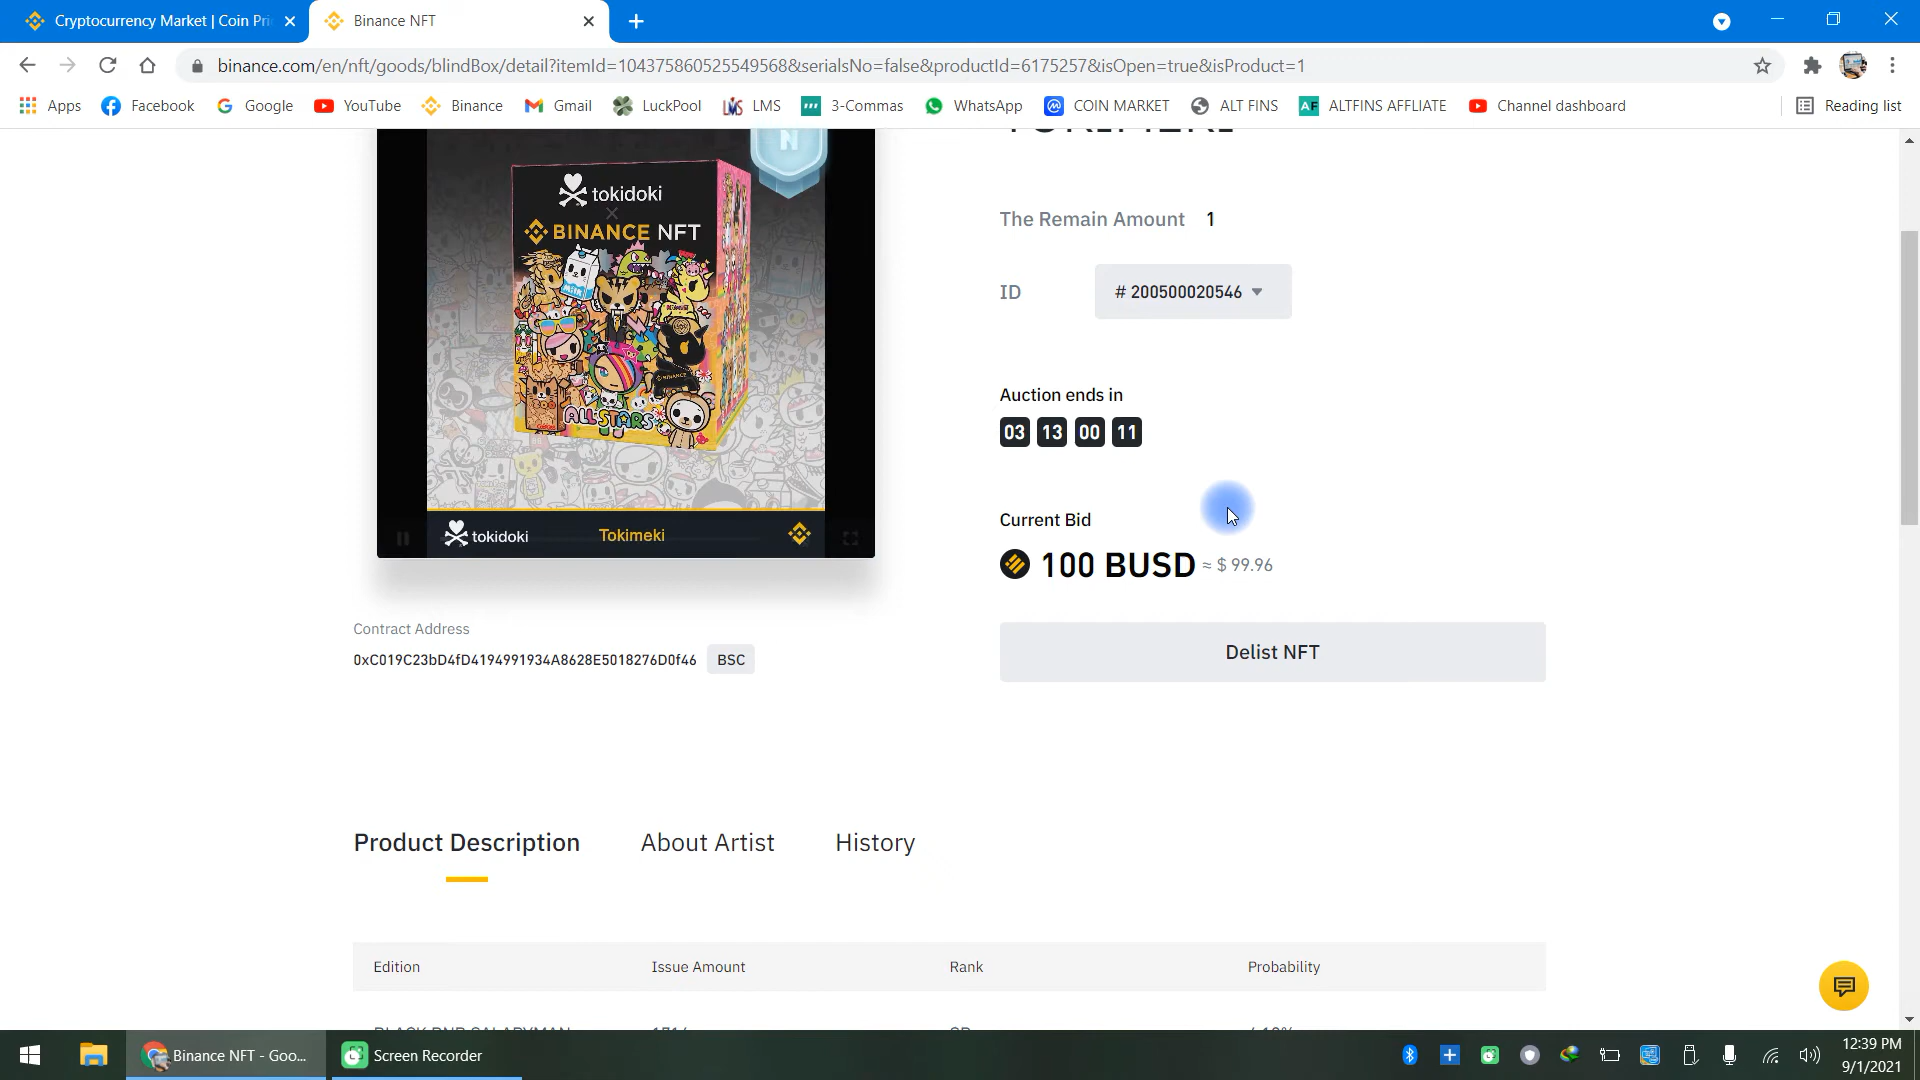 Cryptocurrency Market | Coin Pri
Binance NFT
binance.com/en/nft/goods/blindBox/detail?itemId=104375860525549568&serialsNo=false&productId=6175257&isOpen=true&isProduct=1
Apps Facebook Google YouTube Binance Gmail LuckPool LMS 3-Commas WhatsApp COIN MARKET ALT FINS ALTFINS AFFLIATE Channel dashboard Reading list
N
tokidoki
×
BINANCE NFT
Milk
BINANCE
ALL STARS
tokidoki Tokimeki
The Remain Amount 1
ID # 200500020546
Auction ends in
03 13 00 11
Current Bid
100 BUSD ≈ $ 99.96
Delist NFT
Contract Address
0xC019C23bD4fD4194991934A8628E5018276D0f46 BSC
Product Description About Artist History
Edition Issue Amount Rank Probability
Binance NFT - Goo...
Screen Recorder
12:39 PM
9/1/2021